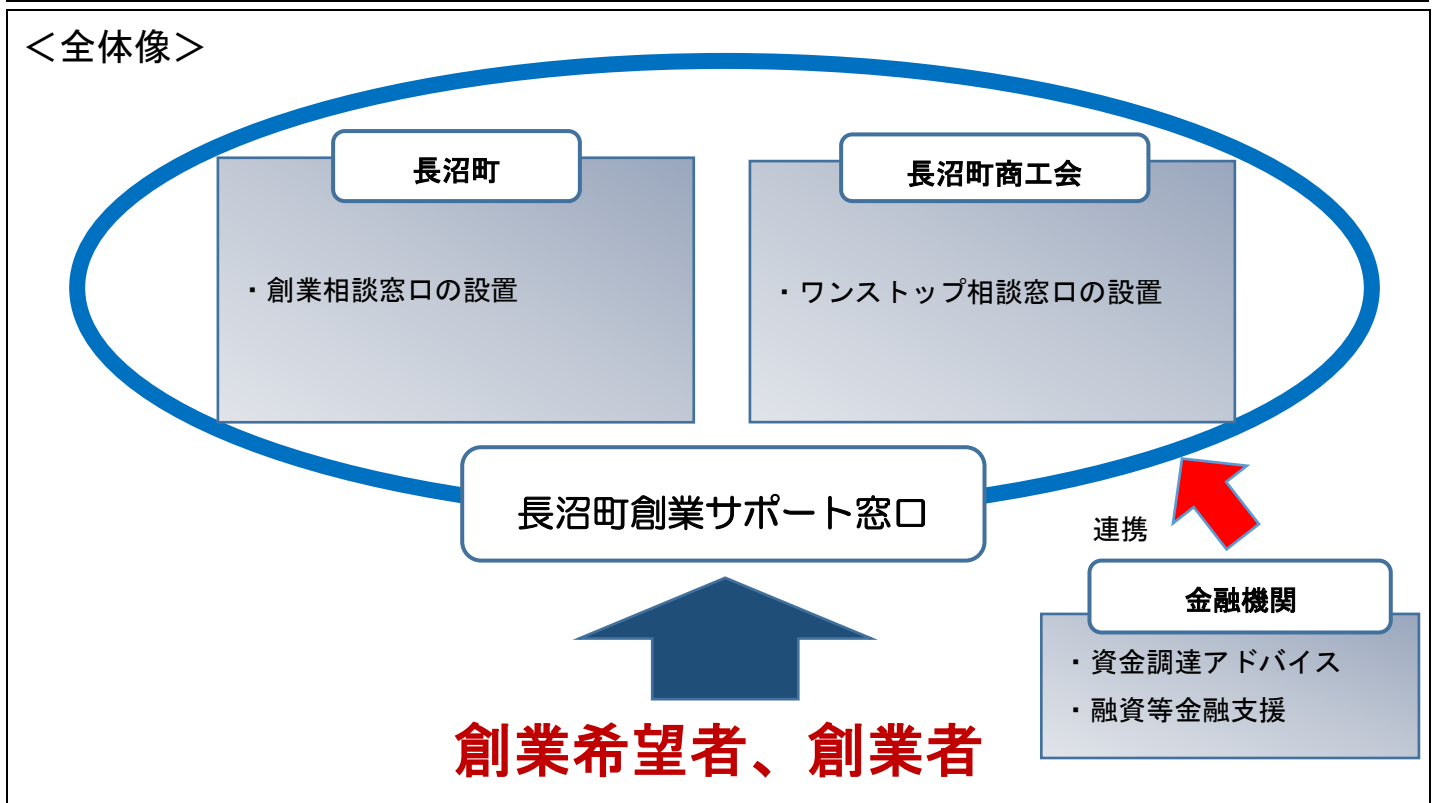 ＜全体像＞
長沼町
・創業相談窓口の設置
長沼町商工会
・ワンストップ相談窓口の設置
長沼町創業サポート窓口
連携
金融機関
・資金調達アドバイス
・融資等金融支援
創業希望者、創業者